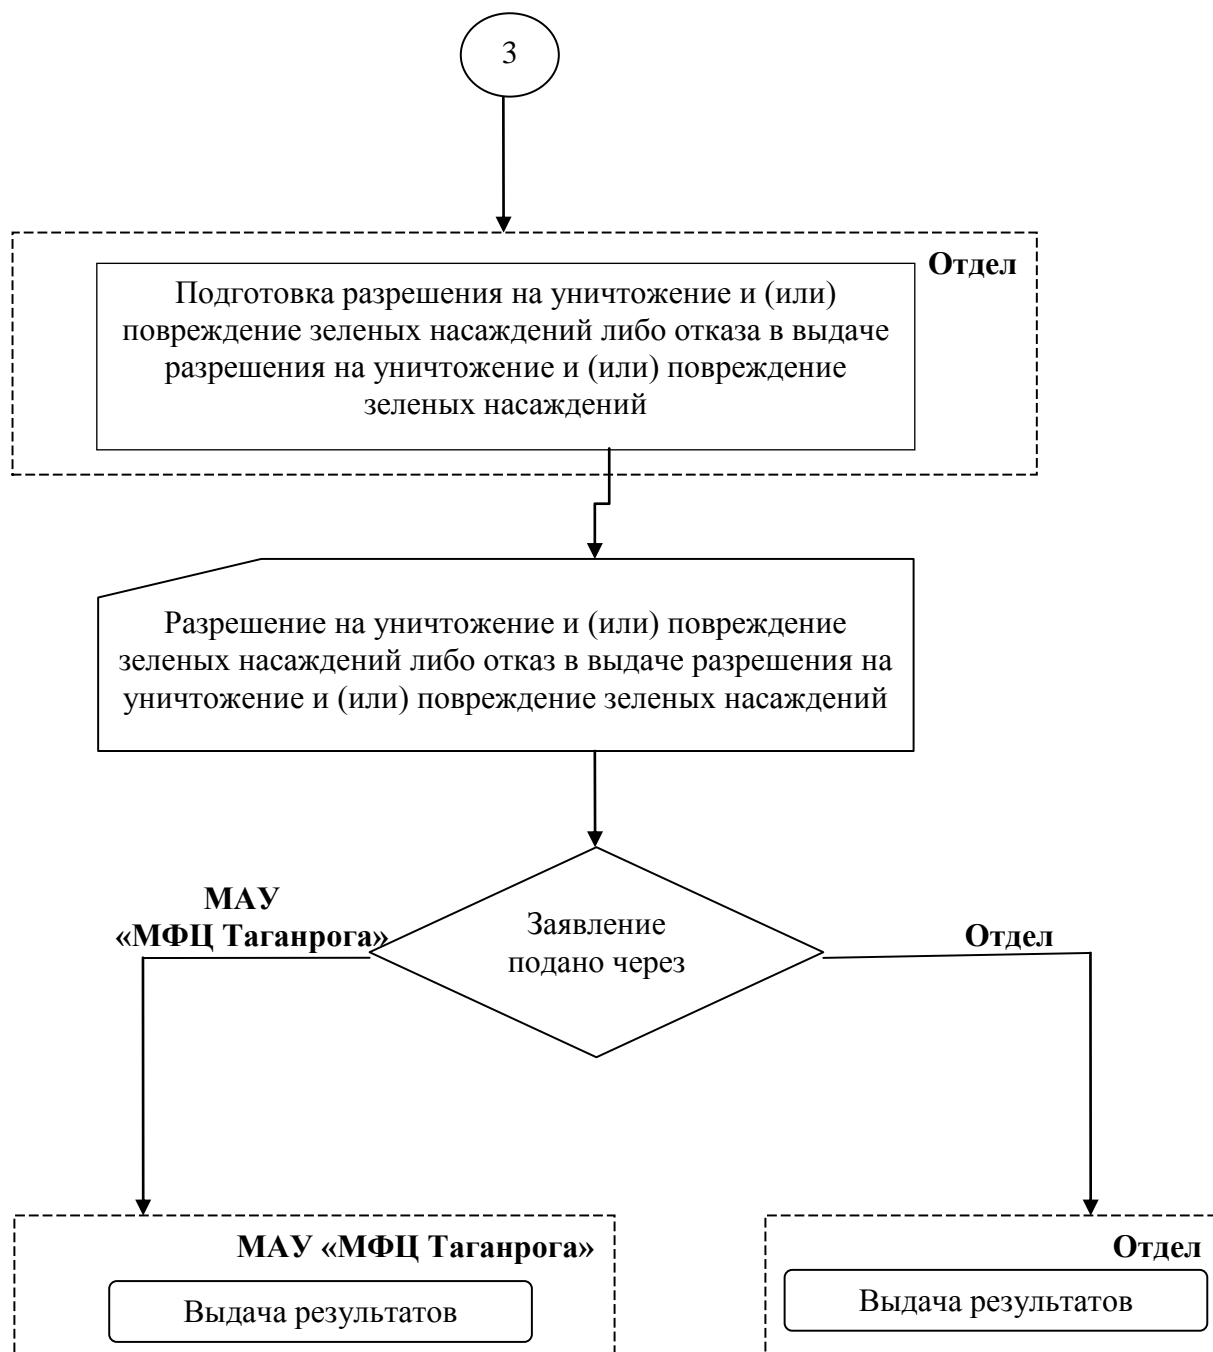 3
Отдел
Подготовка разрешения на уничтожение и (или)
повреждение зеленых насаждений либо отказа в выдаче
разрешения на уничтожение и (или) повреждение
зеленых насаждений
Разрешение на уничтожение и (или) повреждение
зеленых насаждений либо отказ в выдаче разрешения на
уничтожение и (или) повреждение зеленых насаждений
МАУ
«МФЦ Таганрога»
Заявление
подано через
Отдел
МАУ «МФЦ Таганрога»
Выдача результатов
Отдел
Выдача результатов